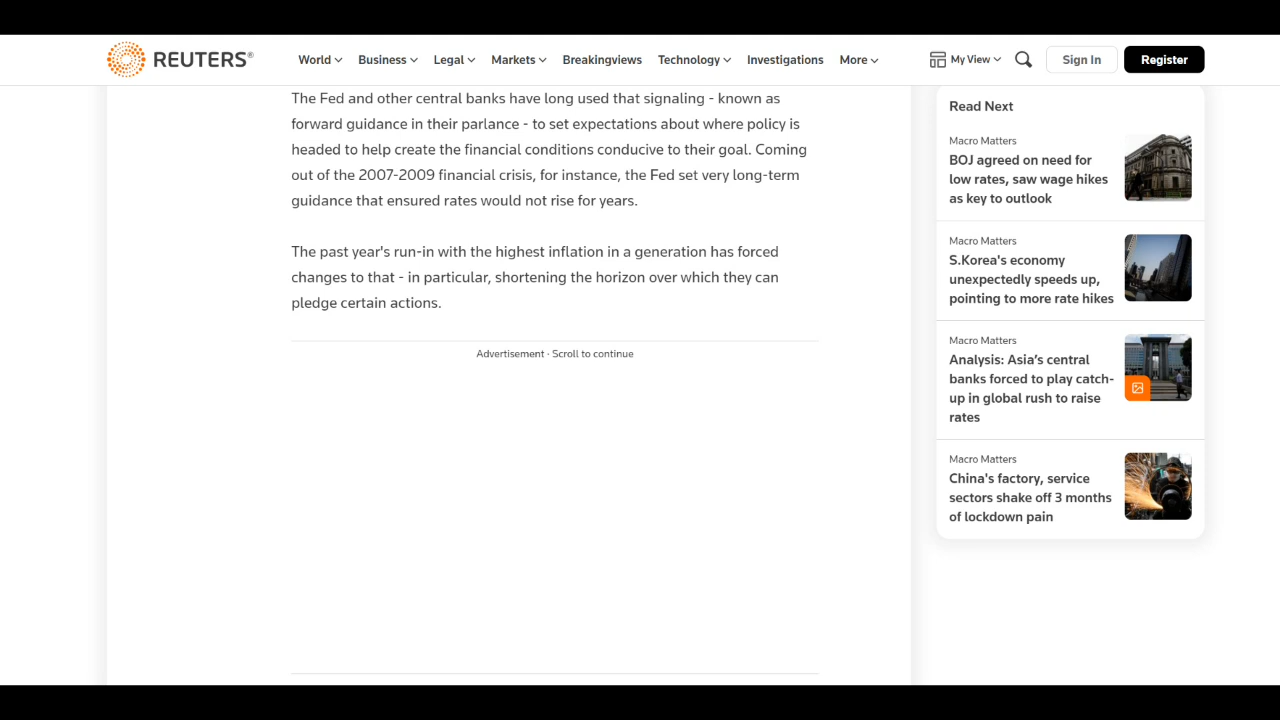 REUTERS®
World
Business
Legal
Markets
Breakingviews
Technology
Investigations
More
My View
Sign In
Register
The Fed and other central banks have long used that signaling - known as
forward guidance in their parlance - to set expectations about where policy is
headed to help create the financial conditions conducive to their goal. Coming
out of the 2007-2009 financial crisis, for instance, the Fed set very long-term
guidance that ensured rates would not rise for years.
The past year's run-in with the highest inflation in a generation has forced
changes to that - in particular, shortening the horizon over which they can
pledge certain actions.
Advertisement · Scroll to continue
Read Next
Macro Matters
BOJ agreed on need for
low rates, saw wage hikes
as key to outlook
Macro Matters
S.Korea's economy
unexpectedly speeds up,
pointing to more rate hikes
Macro Matters
Analysis: Asia’s central
banks forced to play catch-
up in global rush to raise
rates
Macro Matters
China's factory, service
sectors shake off 3 months
of lockdown pain